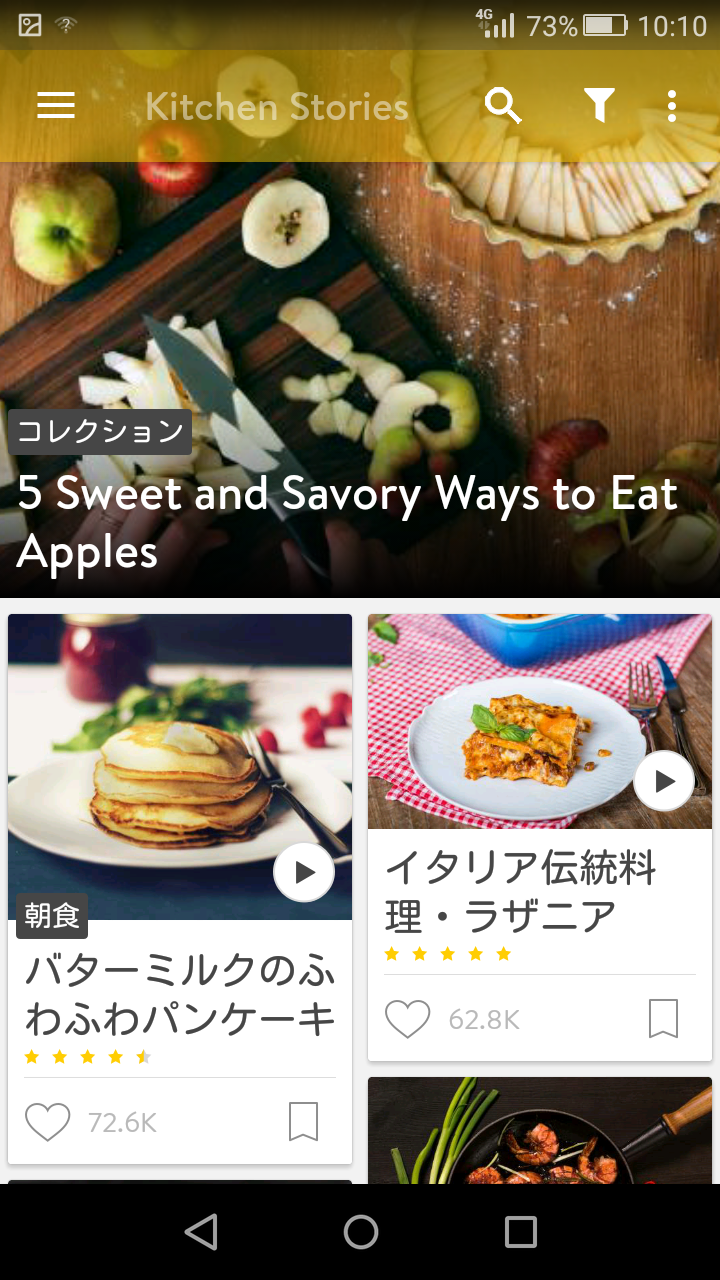 4G 73% 10:10
Kitchen Stories
コレクション
5 Sweet and Savory Ways to Eat
Apples
朝食
バターミルクのふ
わふわパンケーキ
72.6K
イタリア伝統料
理・ラザニア
62.8K